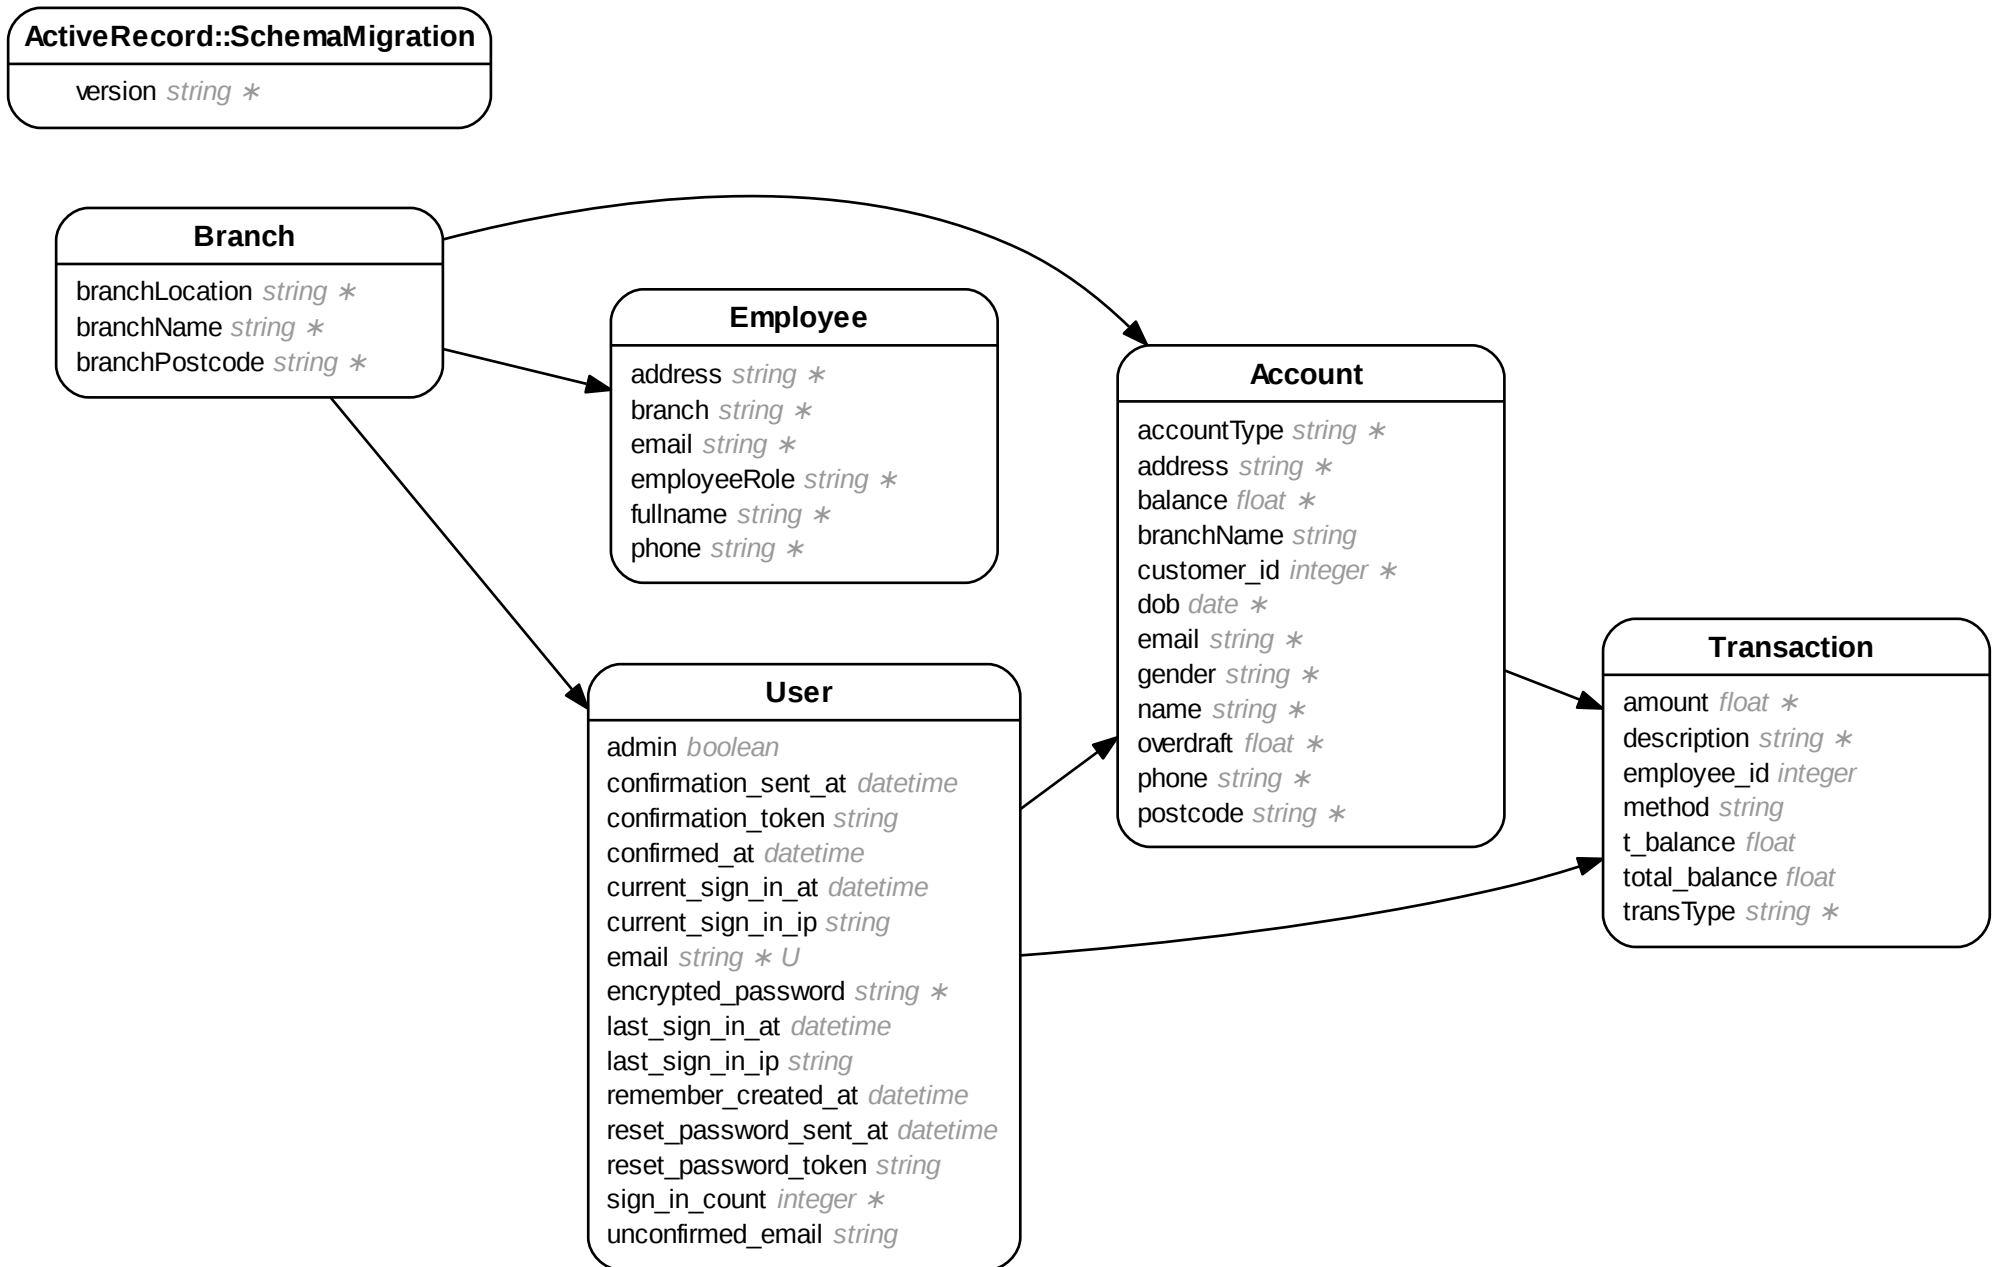 ActiveRecord::SchemaMigration
version string ∗
Branch
branchLocation string ∗
branchName string ∗
branchPostcode string ∗
Employee
address string ∗
branch string ∗
email string ∗
employeeRole string ∗
fullname string ∗
phone string ∗
User
admin boolean
confirmation_sent_at datetime
confirmation_token string
confirmed_at datetime
current_sign_in_at datetime
current_sign_in_ip string
email string ∗ U
encrypted_password string ∗
last_sign_in_at datetime
last_sign_in_ip string
remember_created_at datetime
reset_password_sent_at datetime
reset_password_token string
sign_in_count integer ∗
unconfirmed_email string
Account
accountType string ∗
address string ∗
balance float ∗
branchName string
customer_id integer ∗
dob date ∗
email string ∗
gender string ∗
name string ∗
overdraft float ∗
phone string ∗
postcode string ∗
Transaction
amount float ∗
description string ∗
employee_id integer
method string
t_balance float
total_balance float
transType string ∗